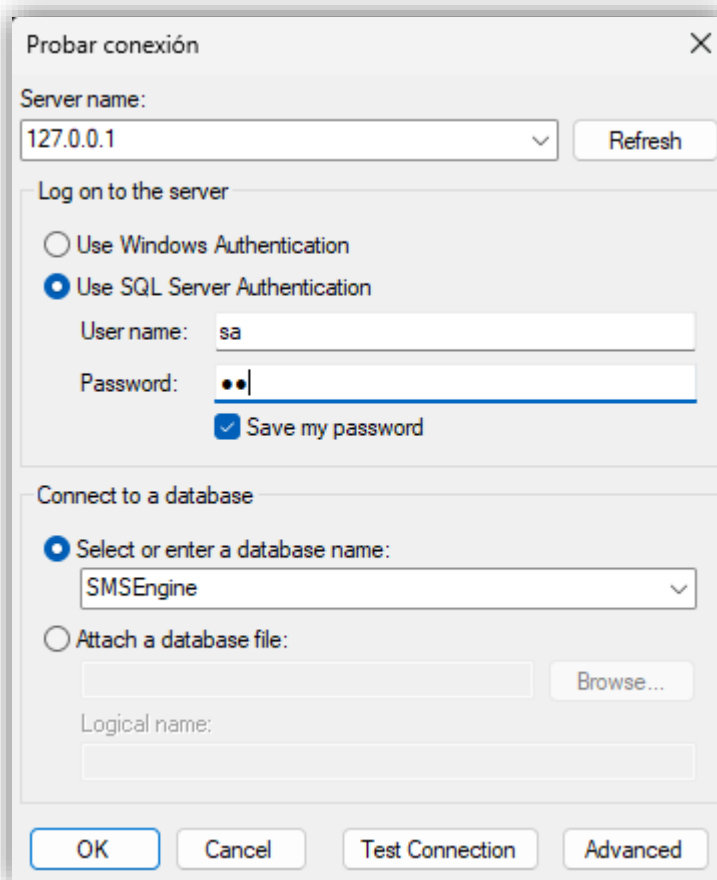 Probar conexión
Server name:
127.0.0.1 Refresh
Log on to the server
Use Windows Authentication
Use SQL Server Authentication
User name: sa
Password: ●●
Save my password
Connect to a database
Select or enter a database name:
SMSEngine
Attach a database file:
Browse...
Logical name:
OK Cancel Test Connection Advanced